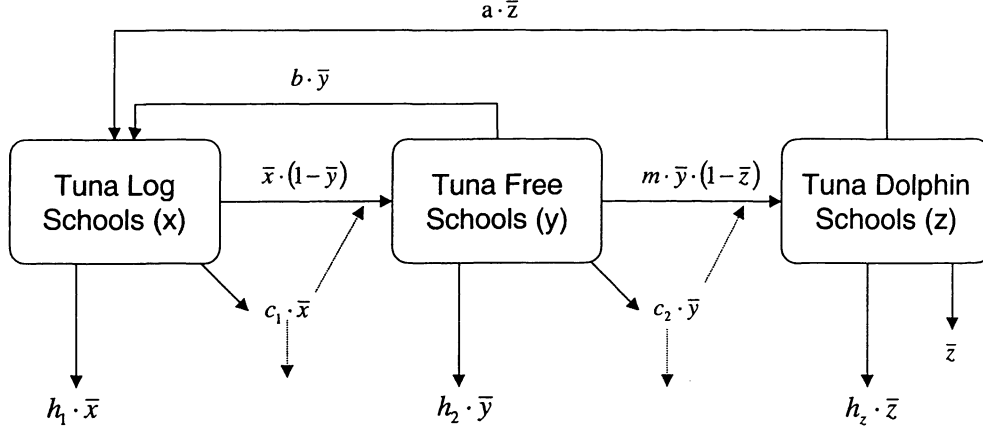 a · z̄
b · ȳ
Tuna Log
Schools (x)
x̄ · (1 − ȳ)
Tuna Free
Schools (y)
m · ȳ · (1 − z̄)
Tuna Dolphin
Schools (z)
c₁ · x̄
c₂ · ȳ
z̄
h₁ · x̄
h₂ · ȳ
h_z · z̄